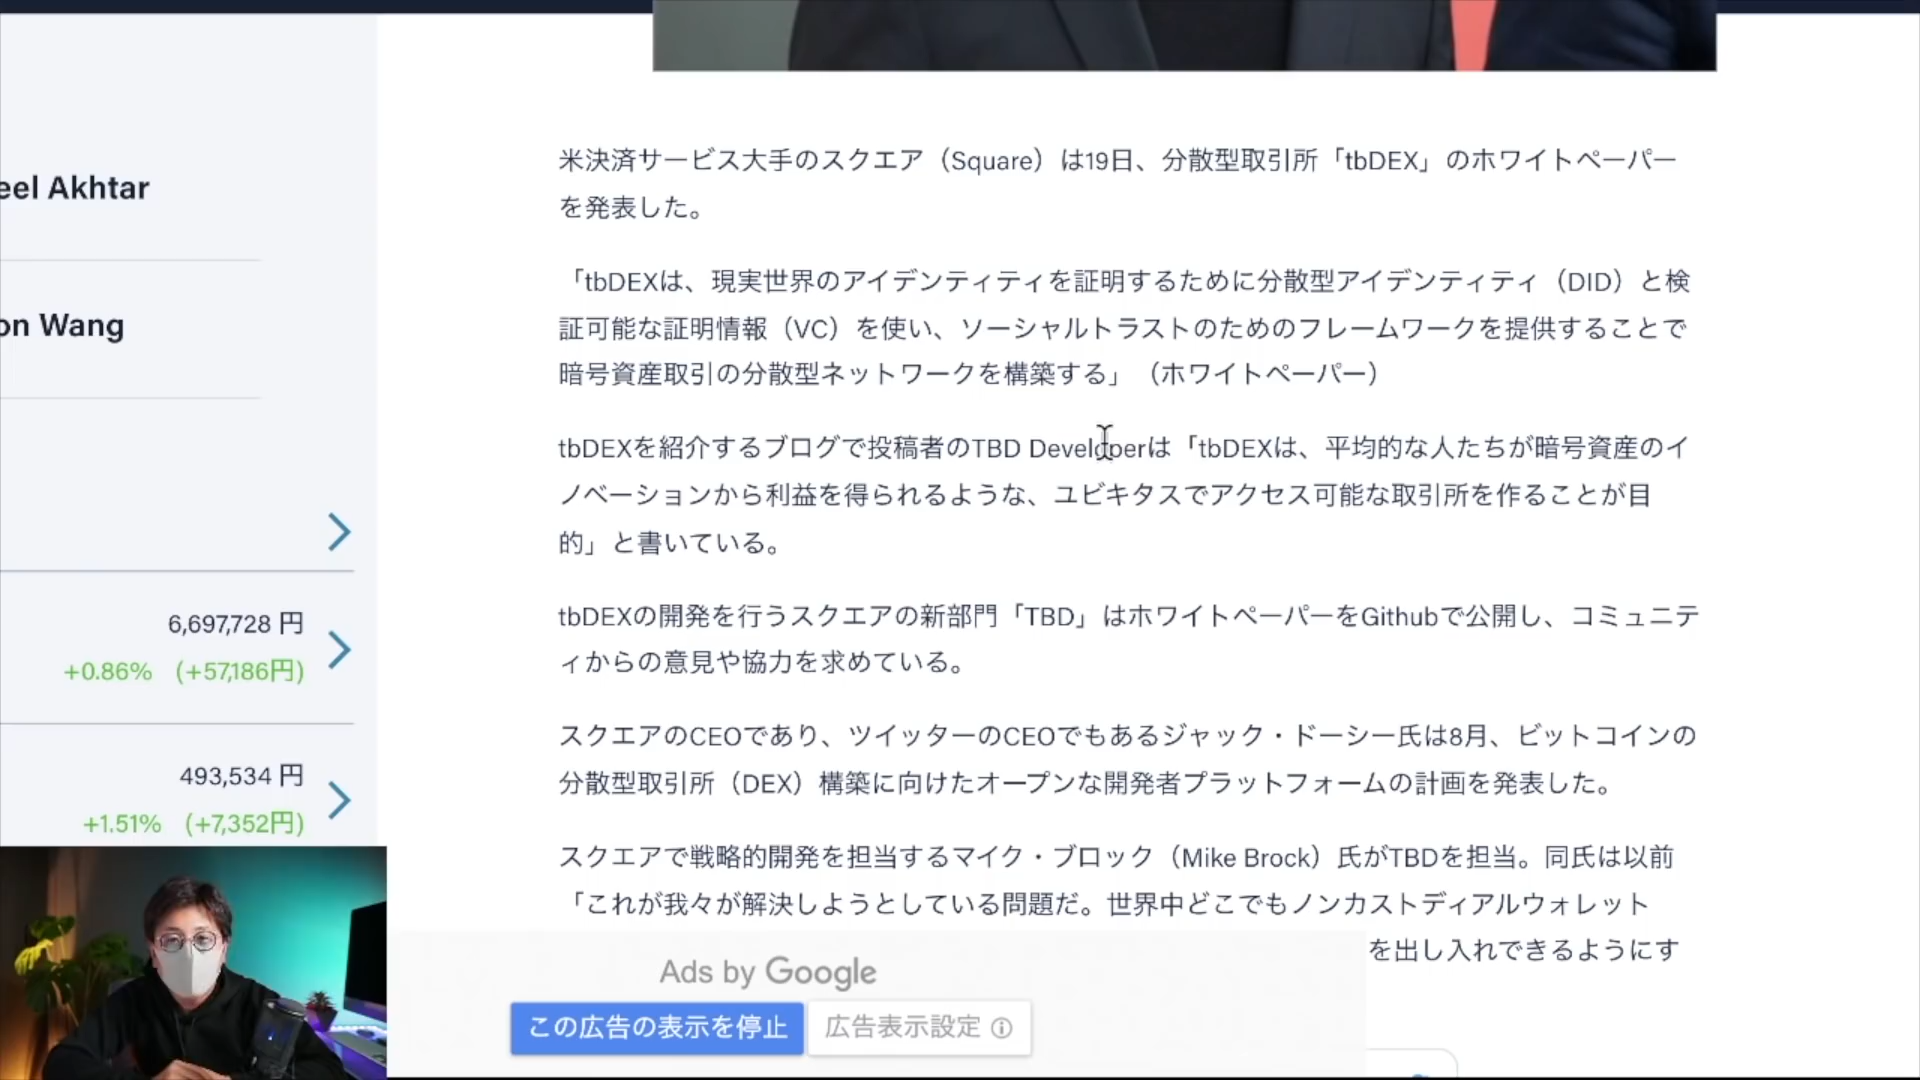 eel Akhtar
on Wang
6,697,728 円
+0.86% (+57,186円)
493,534 円
+1.51% (+7,352円)
米決済サービス大手のスクエア（Square）は19日、分散型取引所「tbDEX」のホワイトペーパー
を発表した。
「tbDEXは、現実世界のアイデンティティを証明するために分散型アイデンティティ（DID）と検
証可能な証明情報（VC）を使い、ソーシャルトラストのためのフレームワークを提供することで
暗号資産取引の分散型ネットワークを構築する」（ホワイトペーパー）
tbDEXを紹介するブログで投稿者のTBD Developerは「tbDEXは、平均的な人たちが暗号資産のイ
ノベーションから利益を得られるような、ユビキタスでアクセス可能な取引所を作ることが目
的」と書いている。
tbDEXの開発を行うスクエアの新部門「TBD」はホワイトペーパーをGithubで公開し、コミュニテ
ィからの意見や協力を求めている。
スクエアのCEOであり、ツイッターのCEOでもあるジャック・ドーシー氏は8月、ビットコインの
分散型取引所（DEX）構築に向けたオープンな開発者プラットフォームの計画を発表した。
スクエアで戦略的開発を担当するマイク・ブロック（Mike Brock）氏がTBDを担当。同氏は以前
「これが我々が解決しようとしている問題だ。世界中どこでもノンカストディアルウォレット
を出し入れできるようにす
Ads by Google
この広告の表示を停止
広告表示設定